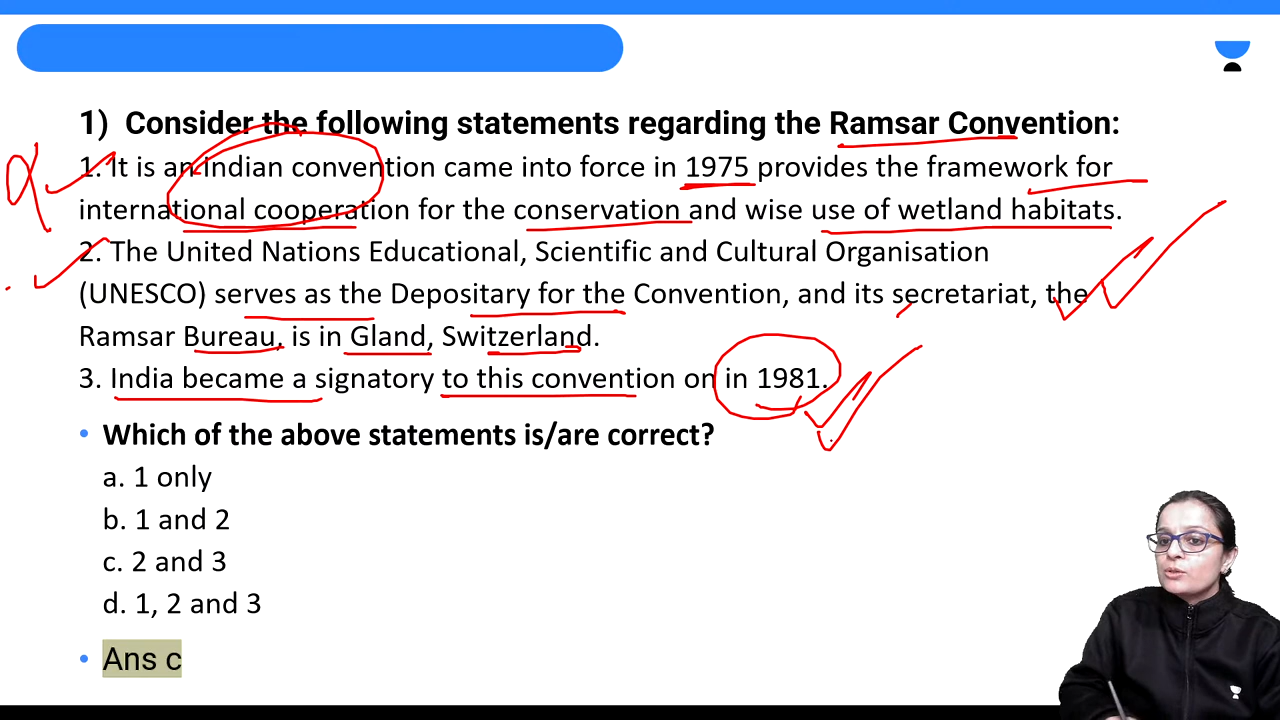 1) Consider the following statements regarding the Ramsar Convention:
1. It is an Indian convention came into force in 1975 provides the framework for
international cooperation for the conservation and wise use of wetland habitats.
2. The United Nations Educational, Scientific and Cultural Organisation
(UNESCO) serves as the Depositary for the Convention, and its secretariat, the
Ramsar Bureau, is in Gland, Switzerland.
3. India became a signatory to this convention on in 1981.
• Which of the above statements is/are correct?
a. 1 only
b. 1 and 2
c. 2 and 3
d. 1, 2 and 3
• Ans c